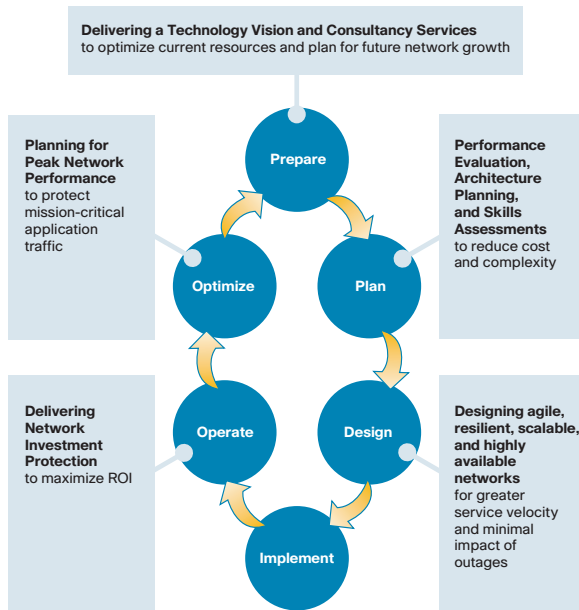 Delivering a Technology Vision and Consultancy Services
to optimize current resources and plan for future network growth
Planning for
Peak Network
Performance
to protect
mission-critical
application
traffic
Prepare
Performance
Evaluation,
Architecture
Planning,
and Skills
Assessments
to reduce cost
and complexity
Optimize
Plan
Delivering
Network
Investment
Protection
to maximize ROI
Operate
Design
Designing agile,
resilient, scalable,
and highly
available
networks
for greater
service velocity
and minimal
impact of
outages
Implement